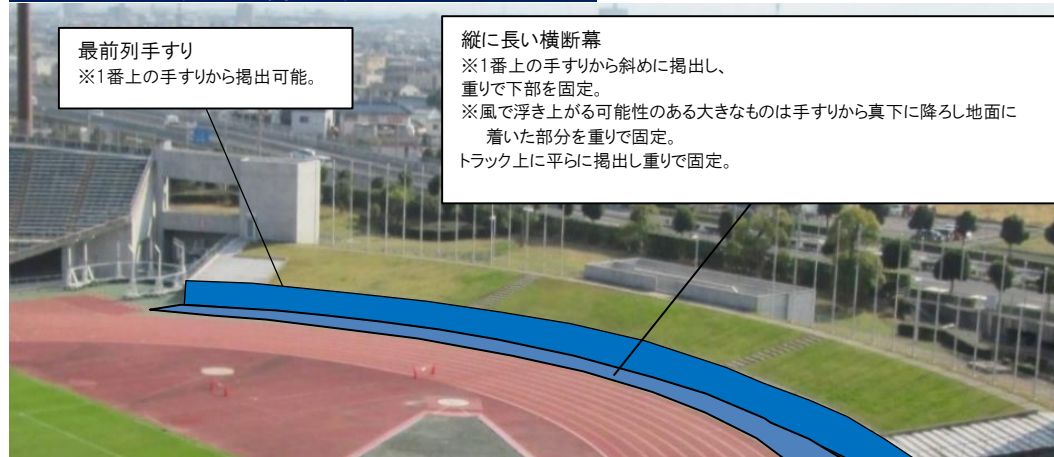 最前列手すり
※1番上の手すりから掲出可能。
縦に長い横断幕
※1番上の手すりから斜めに掲出し、
重りで下部を固定。
※風で浮き上がる可能性のある大きなものは手すりから真下に降ろし地面に
着いた部分を重りで固定。
トラック上に平らに掲出し重りで固定。